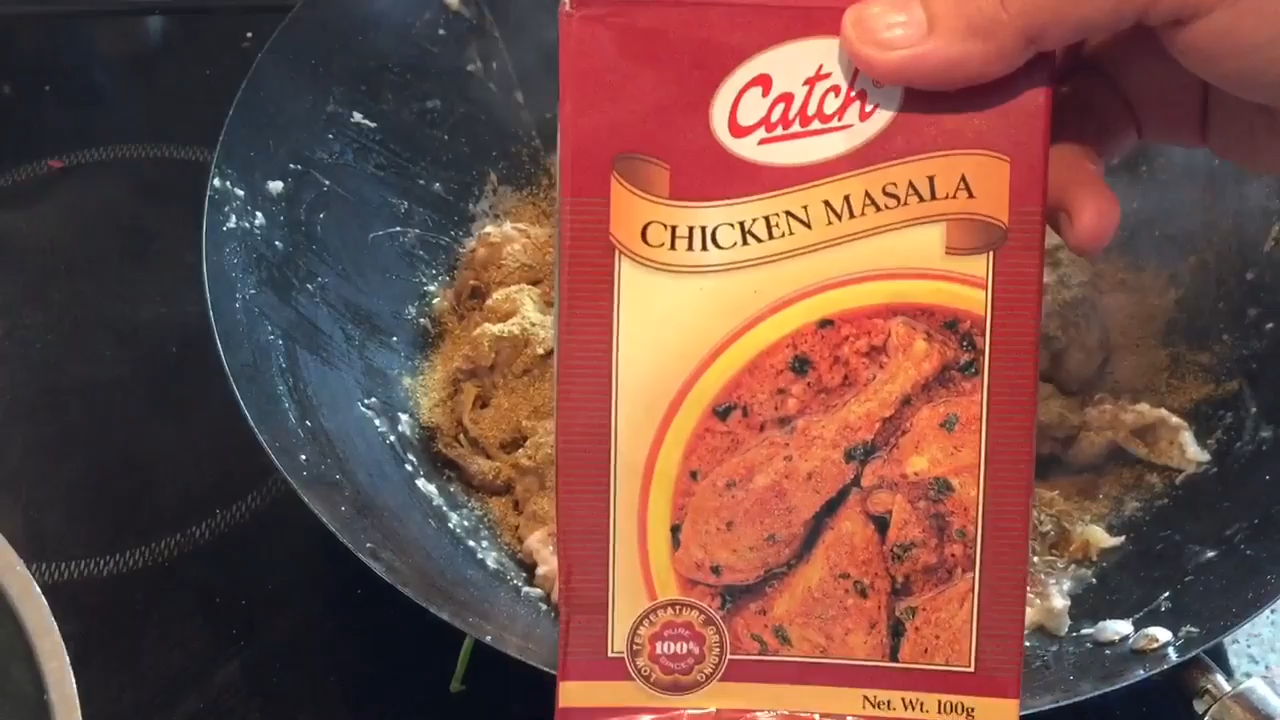 Catch®
CHICKEN MASALA
LOW TEMPERATURE GRINDING
PURE
100%
SPICES
Net. Wt. 100g